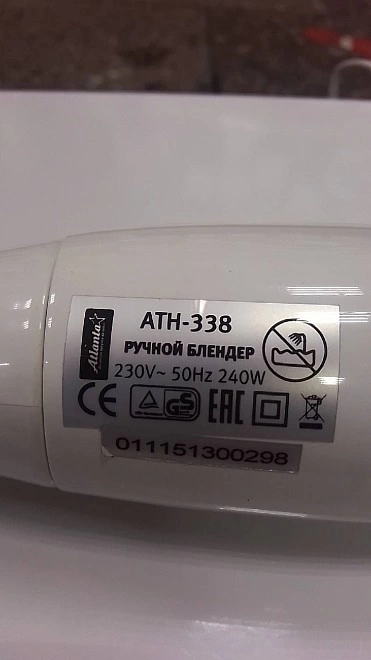 Atlanta
ATH-338
РУЧНОЙ БЛЕНДЕР
230V~ 50Hz 240W
CE GS EAC
011151300298